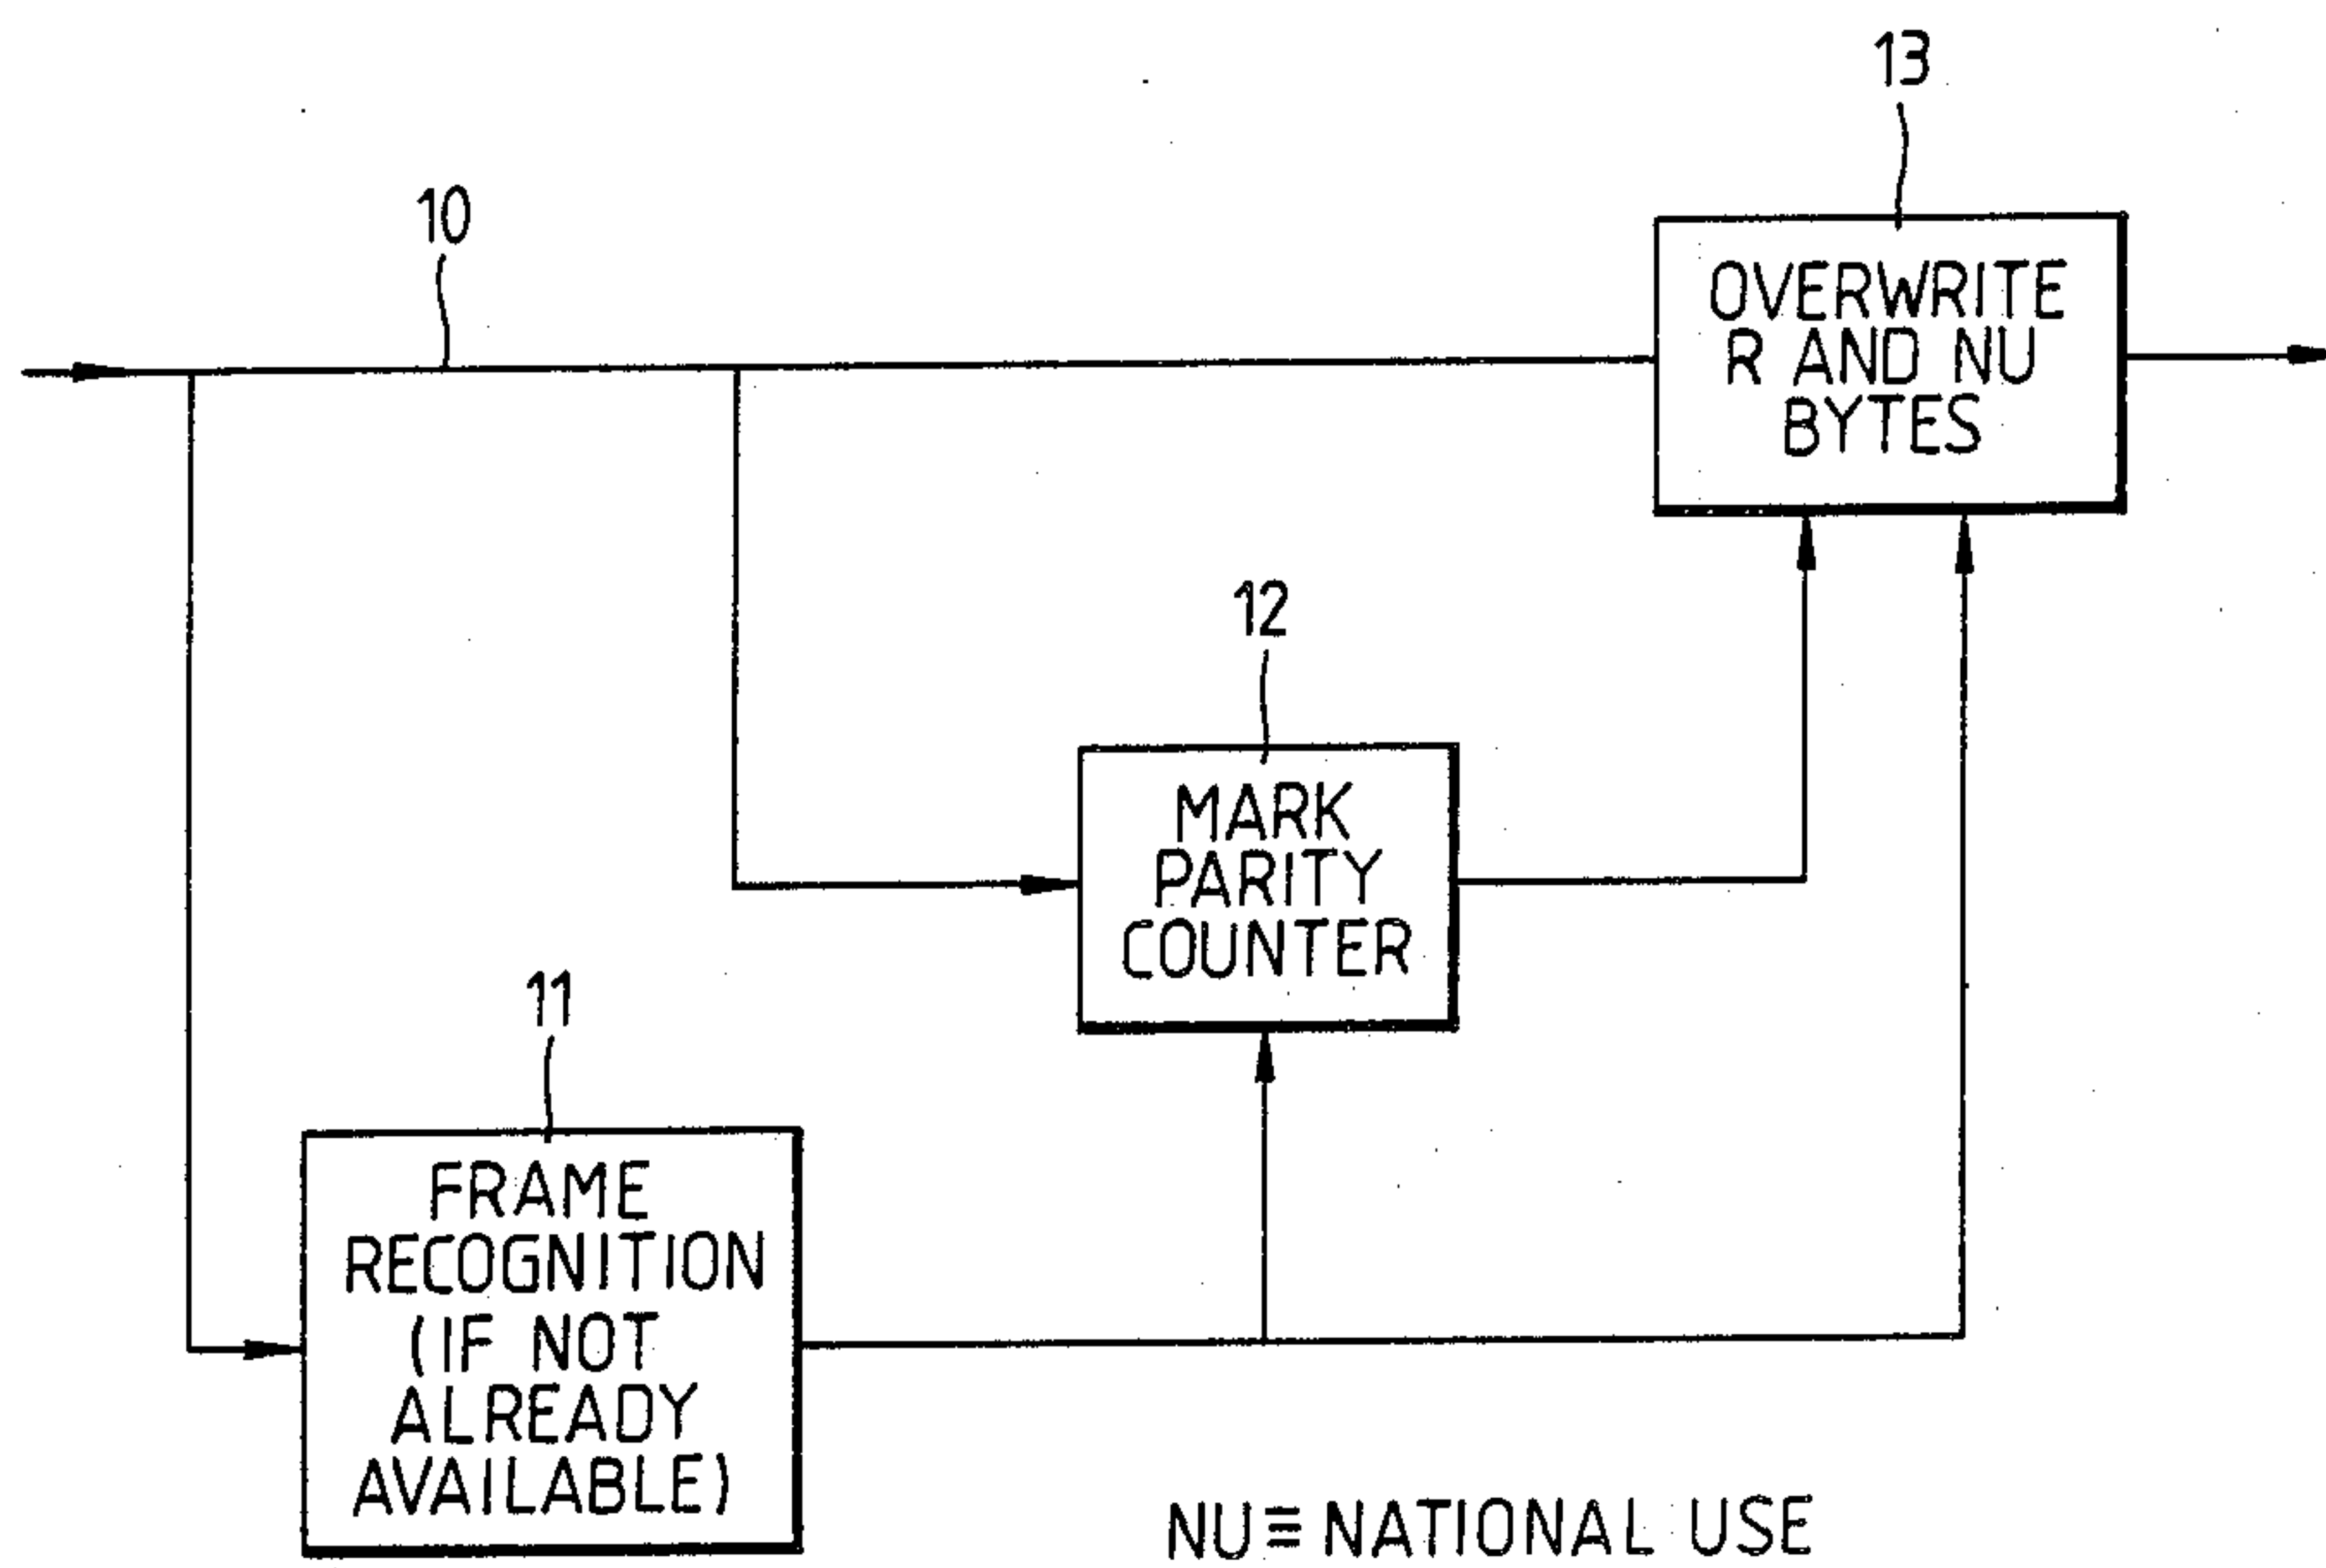 13
10
OVERWRITE
R AND NU
BYTES
12
MARK
PARITY
COUNTER
11
FRAME
RECOGNITION
(IF NOT
ALREADY
AVAILABLE)
NU≡NATIONAL USE